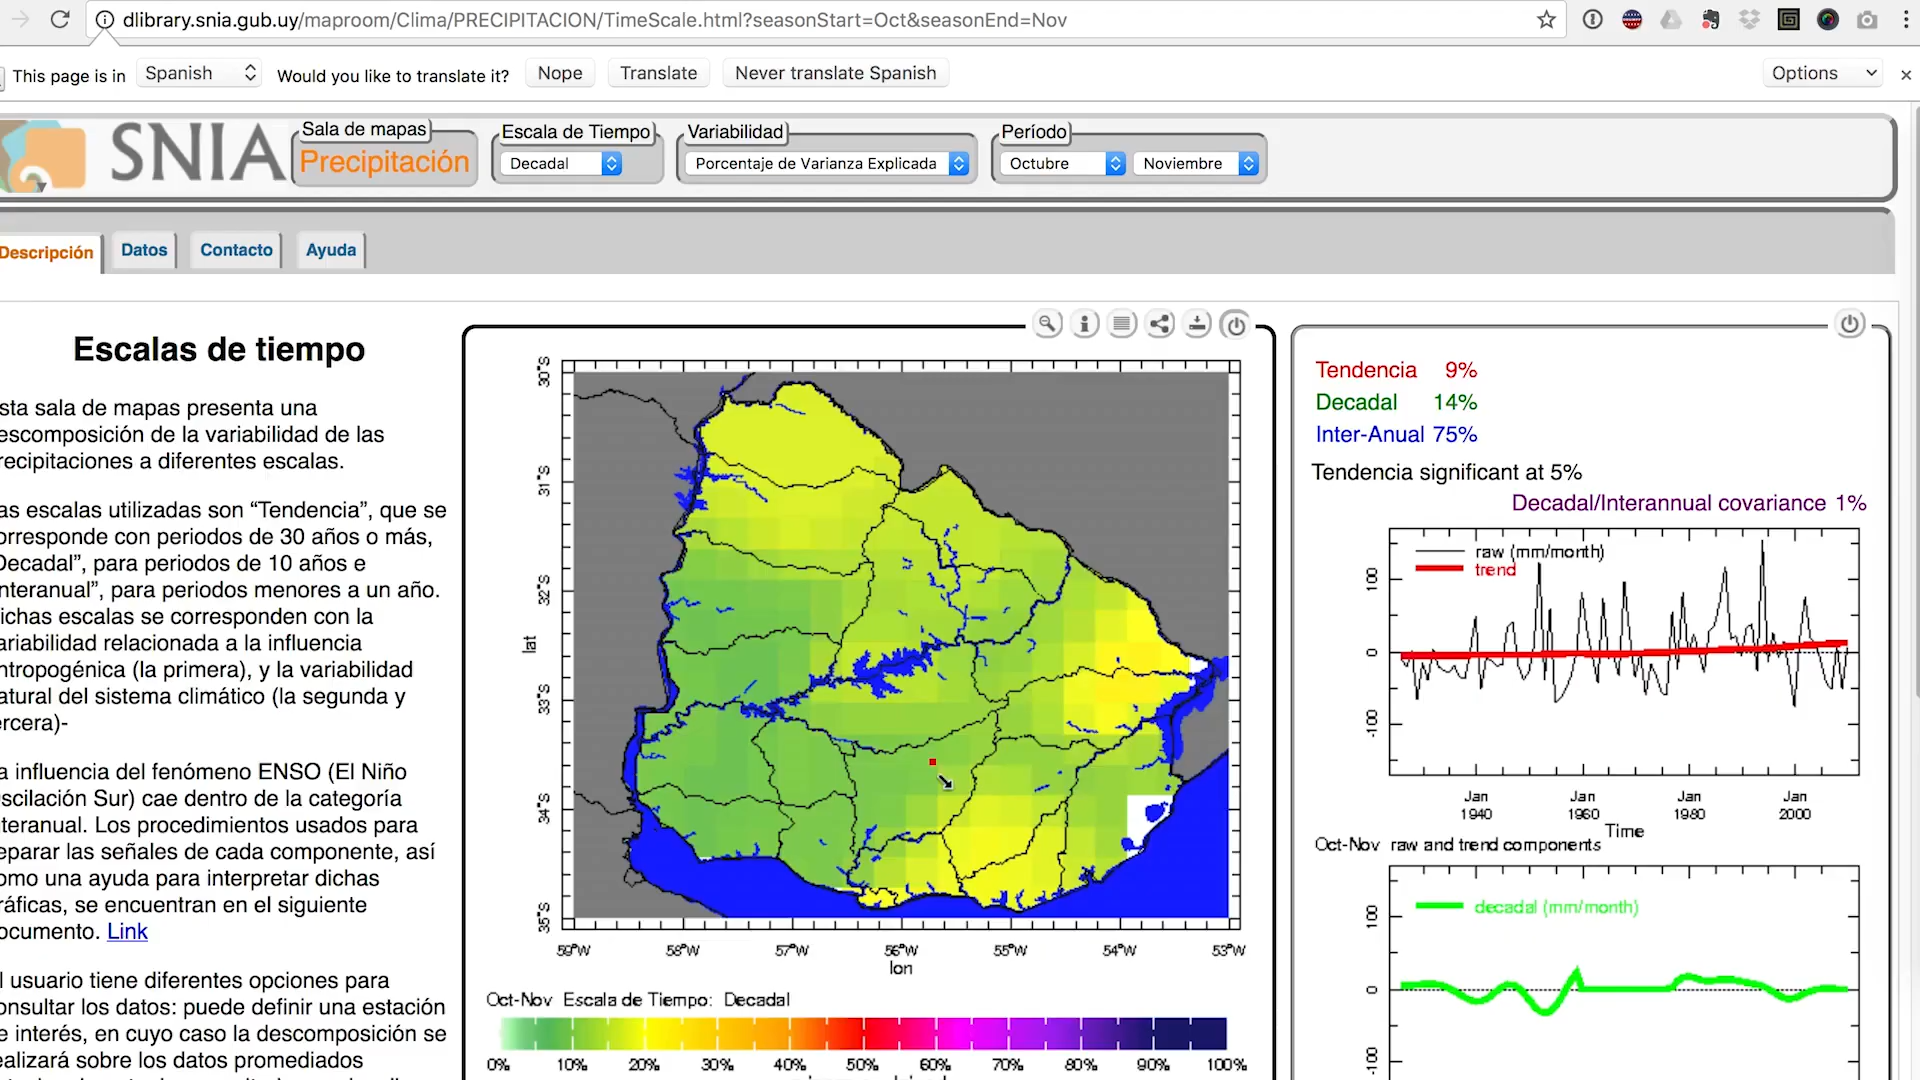 dlibrary.snia.gub.uy/maproom/Clima/PRECIPITACION/TimeScale.html?seasonStart=Oct&seasonEnd=Nov
This page is in Spanish Would you like to translate it? Nope Translate Never translate Spanish Options
SNIA
Sala de mapas
Precipitación
Escala de Tiempo
Decadal
Variabilidad
Porcentaje de Varianza Explicada
Período
Octubre Noviembre
Descripción Datos Contacto Ayuda
Escalas de tiempo
sta sala de mapas presenta una
escomposición de la variabilidad de las
recipitaciones a diferentes escalas.
as escalas utilizadas son “Tendencia”, que se
orresponde con periodos de 30 años o más,
Decadal”, para periodos de 10 años e
nteranual”, para periodos menores a un año.
ichas escalas se corresponden con la
ariabilidad relacionada a la influencia
ntropogénica (la primera), y la variabilidad
atural del sistema climático (la segunda y
ercera)-
a influencia del fenómeno ENSO (El Niño
scilación Sur) cae dentro de la categoría
nteranual. Los procedimientos usados para
eparar las señales de cada componente, así
omo una ayuda para interpretar dichas
ráficas, se encuentran en el siguiente
ocumento. Link
l usuario tiene diferentes opciones para
onsultar los datos: puede definir una estación
e interés, en cuyo caso la descomposición se
ealizará sobre los datos promediados
30°S
31°S
32°S
33°S
34°S
35°S
lat
59°W 58°W 57°W 56°W 55°W 54°W 53°W
lon
Oct-Nov Escala de Tiempo: Decadal
0% 10% 20% 30% 40% 50% 60% 70% 80% 90% 100%
Tendencia 9%
Decadal 14%
Inter-Anual 75%
Tendencia significant at 5%
Decadal/Interannual covariance 1%
raw (mm/month)
trend
100
0
-100
Jan Jan Jan Jan
1940 1960 1980 2000
Time
Oct-Nov raw and trend components
decadal (mm/month)
100
0
-100